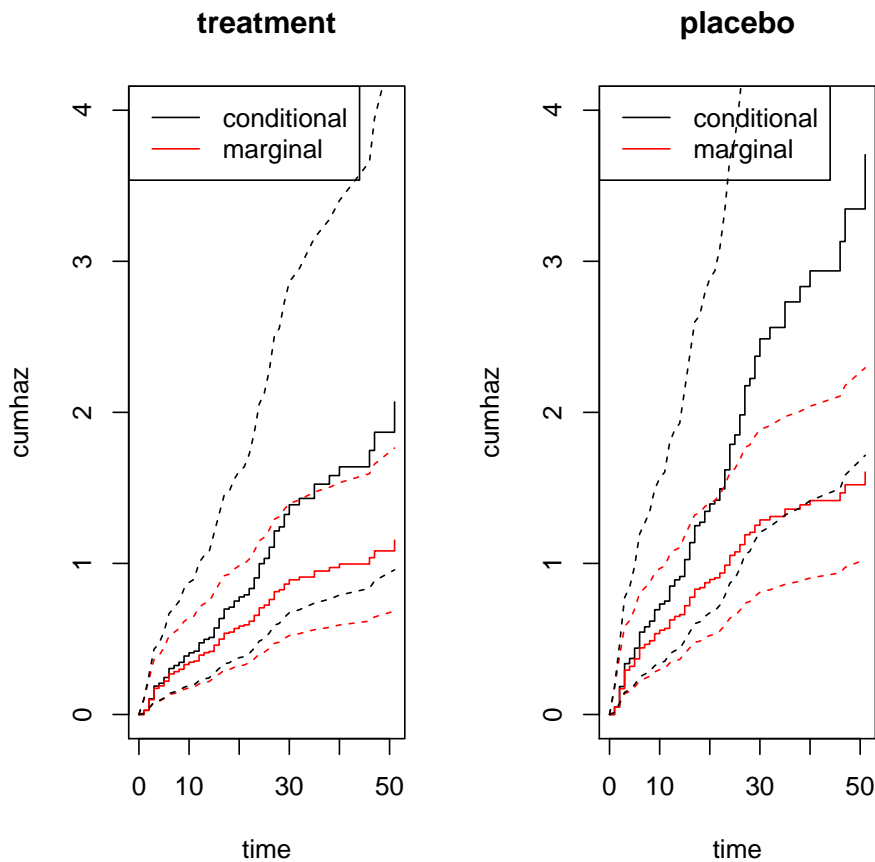 treatment
conditional
marginal
cumhaz
0
1
2
3
4
0
10
30
50
time
placebo
conditional
marginal
cumhaz
0
1
2
3
4
0
10
30
50
time